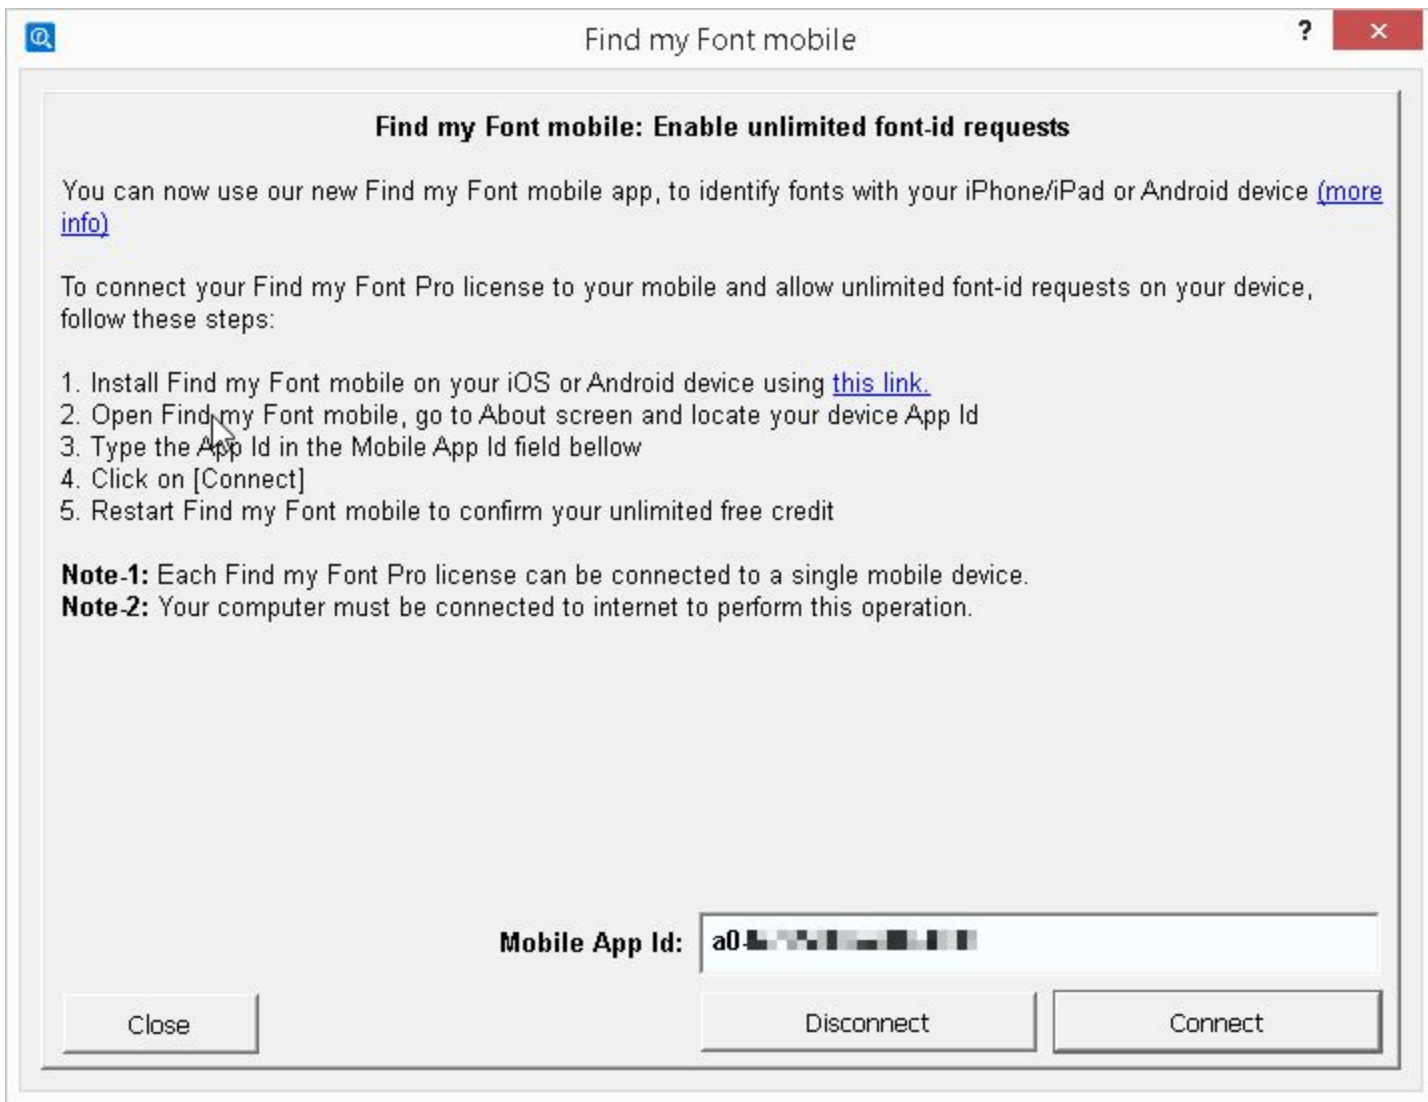 Find my Font mobile
?
Find my Font mobile: Enable unlimited font-id requests
You can now use our new Find my Font mobile app, to identify fonts with your iPhone/iPad or Android device (more
info)
To connect your Find my Font Pro license to your mobile and allow unlimited font-id requests on your device,
follow these steps:
1. Install Find my Font mobile on your iOS or Android device using this link.
2. Open Find my Font mobile, go to About screen and locate your device App Id
3. Type the App Id in the Mobile App Id field bellow
4. Click on [Connect]
5. Restart Find my Font mobile to confirm your unlimited free credit
Note-1: Each Find my Font Pro license can be connected to a single mobile device.
Note-2: Your computer must be connected to internet to perform this operation.
Mobile App Id: a0-
Close Disconnect Connect